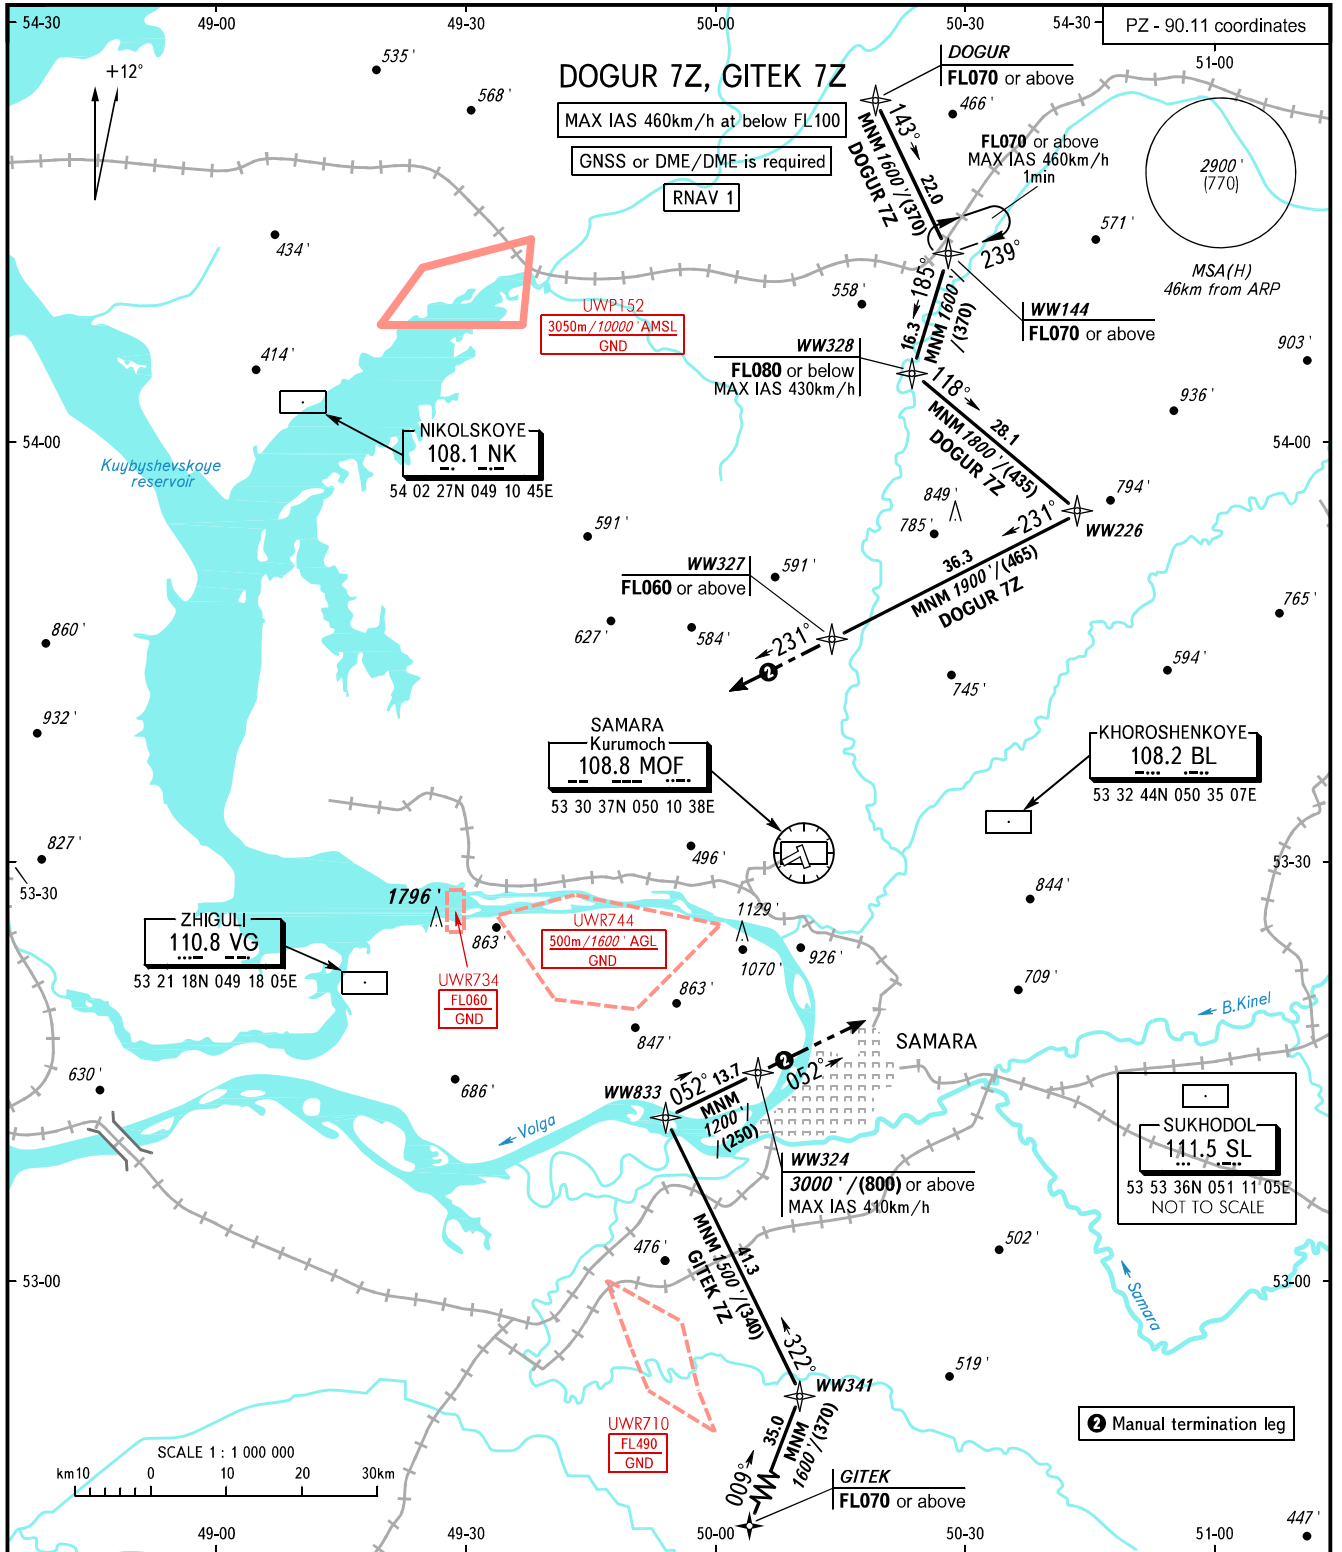 54-30
49-00
49-30
50-00
50-30
54-30
PZ - 90.11 coordinates
51-00
+12°
535 '
568 '
DOGUR 7Z, GITEK 7Z
MAX IAS 460km/h at below FL100
GNSS or DME/DME is required
RNAV 1
DOGUR
FL070 or above
466 '
143°
22.0
MNM 1600 '/(370)
DOGUR 7Z
FL070 or above
MAX IAS 460km/h
1min
2900 '
(770)
MSA(H)
46km from ARP
571 '
239°
434 '
558 '
185°
16.3
MNM 1600 '
/(370)
WW144
FL070 or above
UWP152
3050m/10000 ' AMSL
GND
WW328
FL080 or below
MAX IAS 430km/h
903 '
414 '
118°
28.1
MNM 1800 '/(435)
DOGUR 7Z
936 '
54-00
NIKOLSKOYE
108.1 NK
54 02 27N 049 10 45E
54-00
Kuybyshevskoye
reservoir
849 '
785 '
794 '
231°
WW226
591 '
36.3
MNM 1900 '/(465)
DOGUR 7Z
WW327
FL060 or above
591 '
765 '
860 '
627 '
584 '
231°
2
594 '
745 '
932 '
SAMARA
Kurumoch
108.8 MOF
53 30 37N 050 10 38E
KHOROSHENKOYE
108.2 BL
53 32 44N 050 35 07E
827 '
496 '
53-30
53-30
1796 '
844 '
ZHIGULI
110.8 VG
53 21 18N 049 18 05E
863 '
UWR744
500m/1600 ' AGL
GND
1129 '
1070 '
926 '
UWR734
FL060
GND
863 '
709 '
B.Kinel
847 '
SAMARA
630 '
686 '
WW833
052°
13.7
2
052°
MNM
1200 '/
/(250)
Volga
WW324
3000 ' /(800) or above
MAX IAS 410km/h
SUKHODOL
111.5 SL
53 53 36N 051 11 05E
NOT TO SCALE
476 '
41.3
MNM 1500 '/(340)
GITEK 7Z
502 '
53-00
53-00
Samara
322°
519 '
WW341
UWR710
FL490
GND
35.0
MNM
1600 '/(370)
009°
2 Manual termination leg
SCALE 1 : 1 000 000
km10 0 10 20 30km
GITEK
FL070 or above
447 '
49-00
49-30
50-00
50-30
51-00